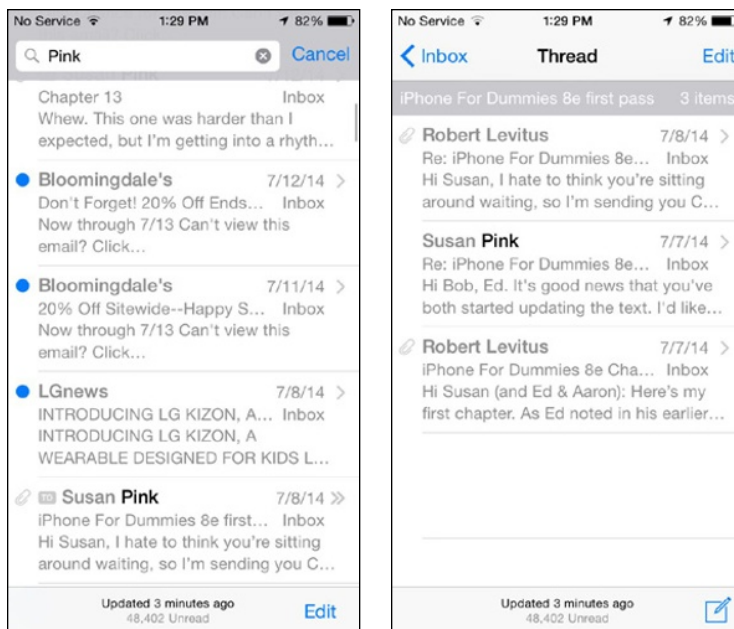 No Service 1:29 PM 82%
Pink Cancel
Chapter 13 Inbox
Whew. This one was harder than I
expected, but I'm getting into a rhyth...
Bloomingdale's 7/12/14
Don't Forget! 20% Off Ends... Inbox
Now through 7/13 Can't view this
email? Click...
Bloomingdale's 7/11/14
20% Off Sitewide--Happy S... Inbox
Now through 7/13 Can't view this
email? Click...
LGnews 7/8/14
INTRODUCING LG KIZON, A... Inbox
INTRODUCING LG KIZON, A
WEARABLE DESIGNED FOR KIDS L...
TO Susan Pink 7/8/14
iPhone For Dummies 8e first... Inbox
Hi Susan, I hate to think you're sitting
around waiting, so I'm sending you C...
Updated 3 minutes ago
48,402 Unread
Edit
No Service 1:29 PM 82%
Inbox Thread Edit
iPhone For Dummies 8e first pass 3 items
Robert Levitus 7/8/14
Re: iPhone For Dummies 8e... Inbox
Hi Susan, I hate to think you're sitting
around waiting, so I'm sending you C...
Susan Pink 7/7/14
Re: iPhone For Dummies 8e... Inbox
Hi Bob, Ed. It's good news that you've
both started updating the text. I'd like...
Robert Levitus 7/7/14
iPhone For Dummies 8e Cha... Inbox
Hi Susan (and Ed & Aaron): Here's my
first chapter. As Ed noted in his earlier...
Updated 3 minutes ago
48,402 Unread